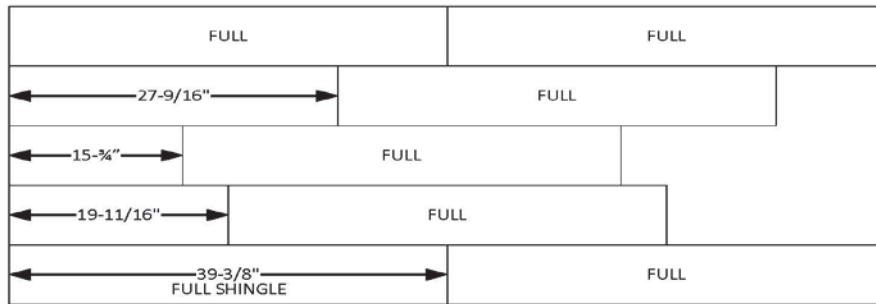 FULL FULL
27-9/16" FULL
15-¾” FULL
19-11/16" FULL
39-3/8" FULL
FULL SHINGLE